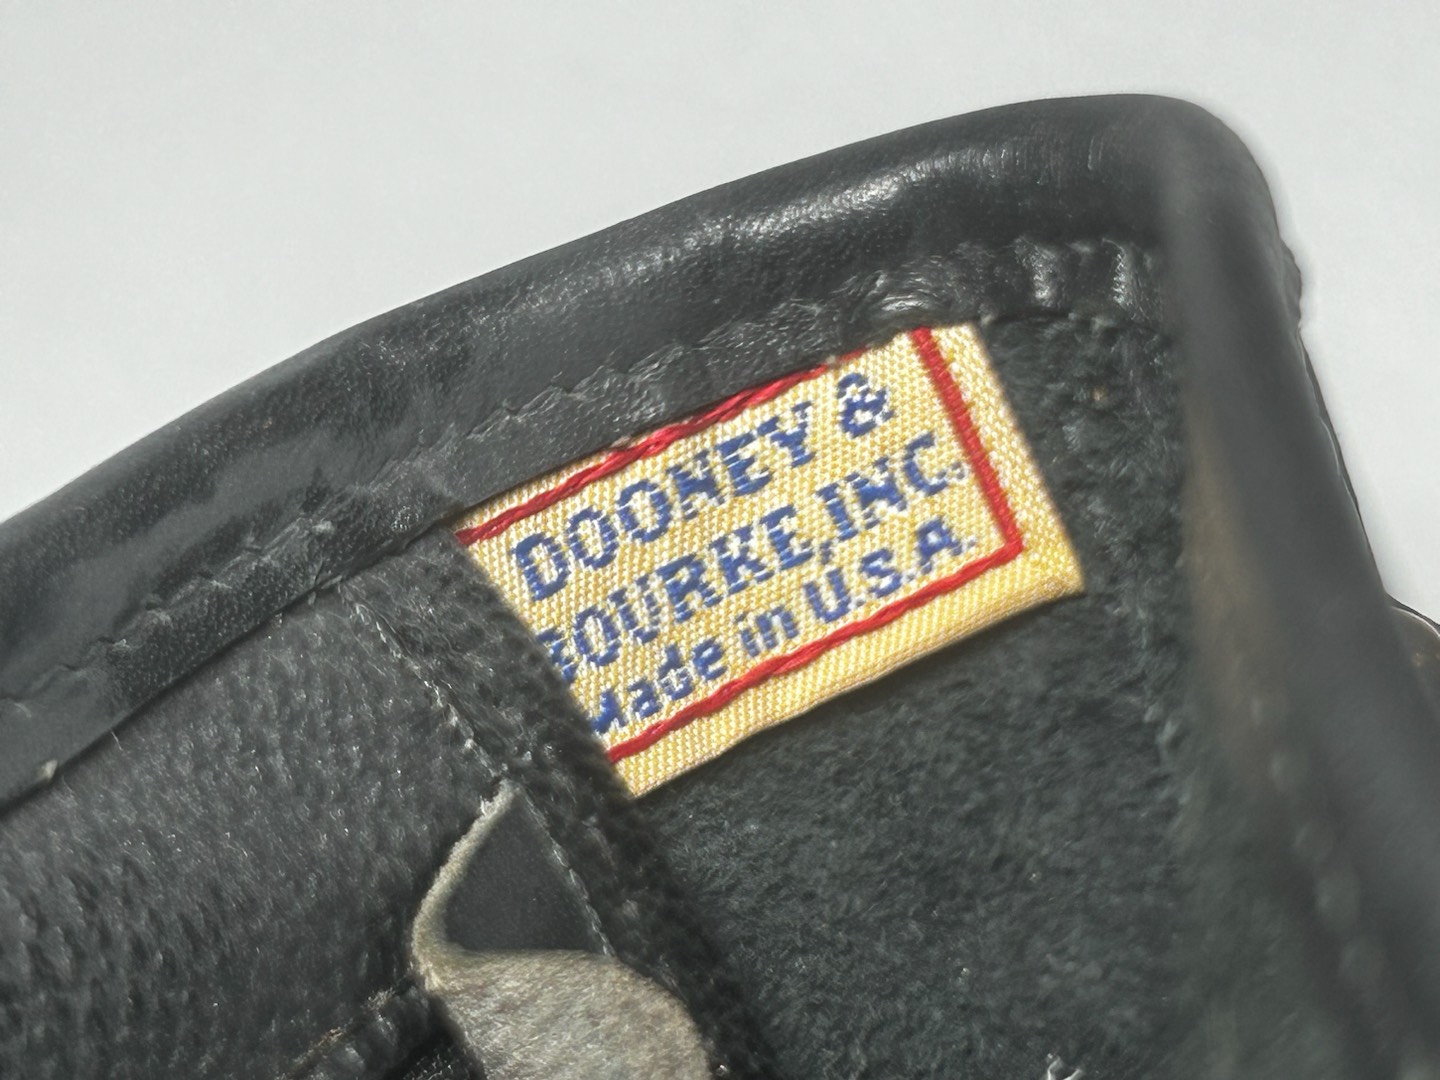 DOONEY &
BOURKE, INC.
Made in U.S.A.